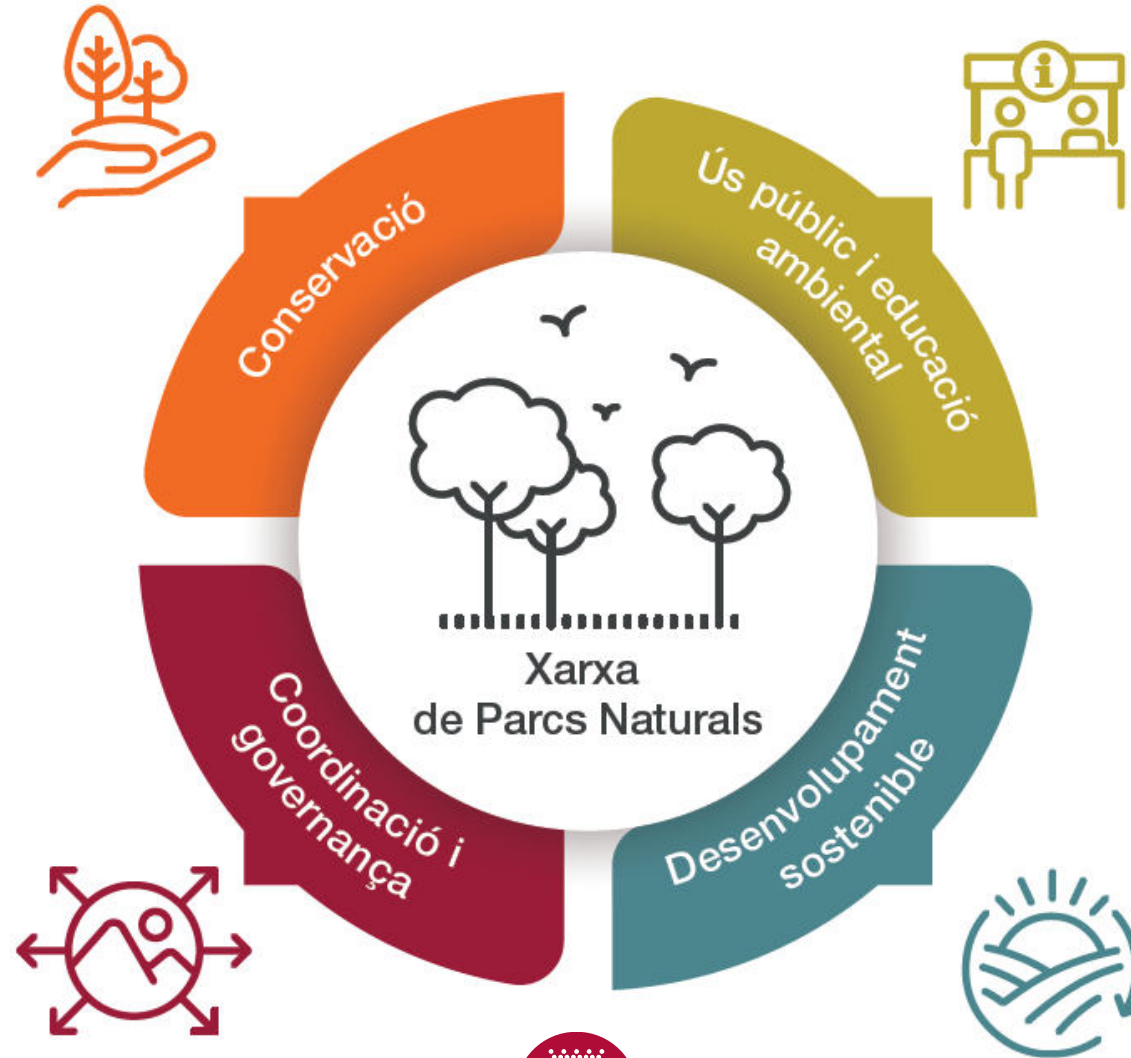 Conservació
Ús públic i educació
ambiental
Xarxa
de Parcs Naturals
Coordinació i
governança
Desenvolupament
sostenible
i